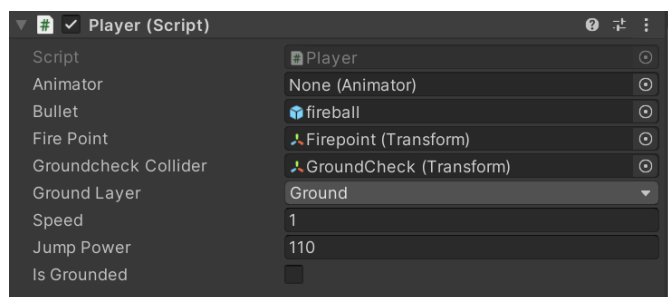 Player (Script)
Script Player
Animator None (Animator)
Bullet fireball
Fire Point Firepoint (Transform)
Groundcheck Collider GroundCheck (Transform)
Ground Layer Ground
Speed 1
Jump Power 110
Is Grounded